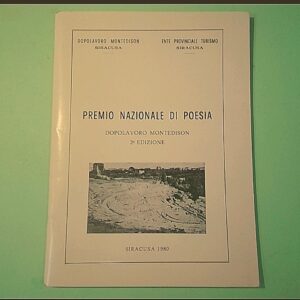 DOPOLAVORO MONTEDISON
SIRACUSA
ENTE PROVINCIALE TURISMO
SIRACUSA
PREMIO NAZIONALE DI POESIA
DOPOLAVORO MONTEDISON
2ª EDIZIONE
SIRACUSA 1980